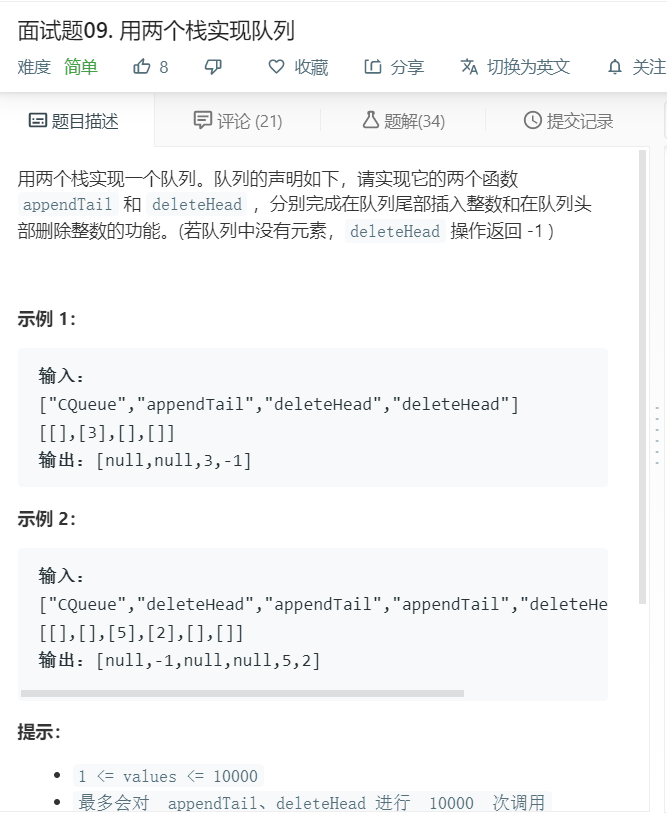 面试题09. 用两个栈实现队列
难度 简单 8 收藏 分享 切换为英文 关注
题目描述 评论 (21) 题解(34) 提交记录
用两个栈实现一个队列。队列的声明如下，请实现它的两个函数
appendTail 和 deleteHead ，分别完成在队列尾部插入整数和在队列头
部删除整数的功能。(若队列中没有元素， deleteHead 操作返回 -1 )
示例 1：
输入：
["CQueue","appendTail","deleteHead","deleteHead"]
[[],[3],[],[]]
输出：[null,null,3,-1]
示例 2：
输入：
["CQueue","deleteHead","appendTail","appendTail","deleteHe
[[],[],[5],[2],[],[]]
输出：[null,-1,null,null,5,2]
提示：
1 <= values <= 10000
最多会对 appendTail、deleteHead 进行 10000 次调用